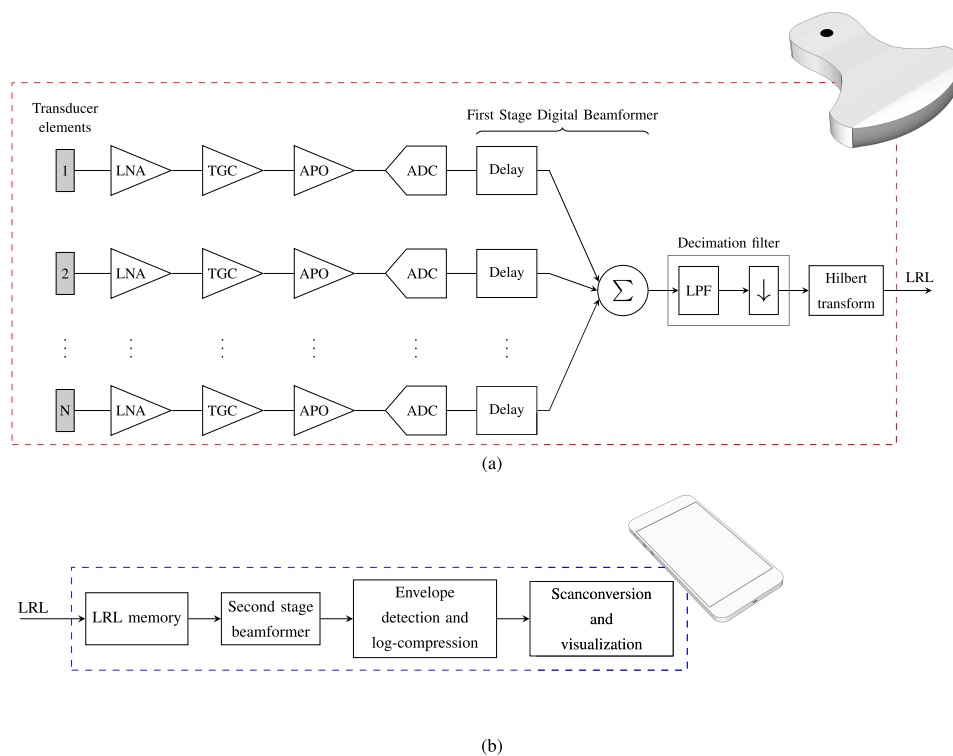 Transducer
elements
First Stage Digital Beamformer
1 LNA TGC APO ADC Delay
2 LNA TGC APO ADC Delay
Σ
Decimation filter
LPF ↓
Hilbert
transform
LRL
N LNA TGC APO ADC Delay
(a)
LRL
LRL memory
Second stage
beamformer
Envelope
detection and
log-compression
Scanconversion
and
visualization
(b)